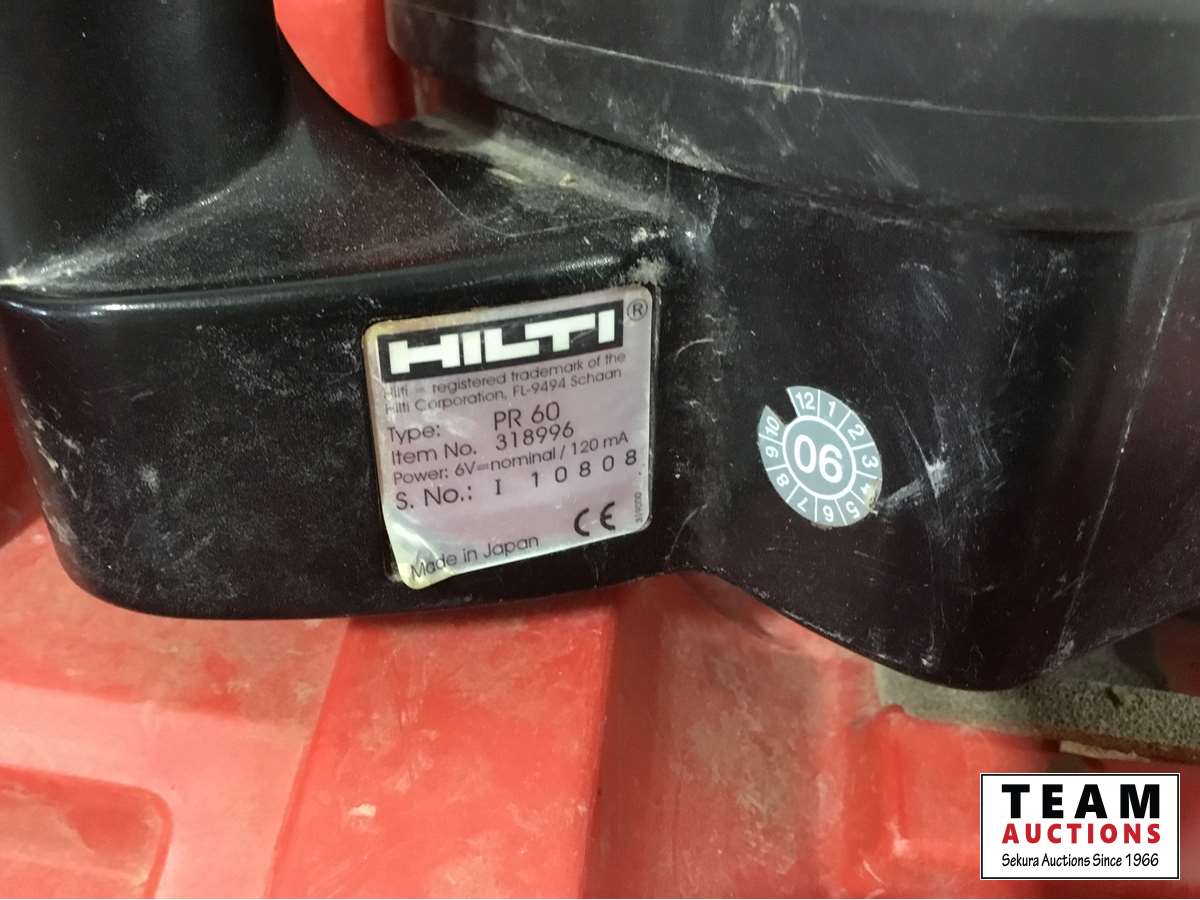 HILTI ®
Hilti = registered trademark of the
Hilti Corporation, FL-9494 Schaan
Type: PR 60
Item No. 318996
Power: 6V=nominal / 120 mA
S. No.: I 10808
CE
Made in Japan
12 1 2 3 4 5 6 7 8 9 10
06
TEAM
AUCTIONS
Sekura Auctions Since 1966